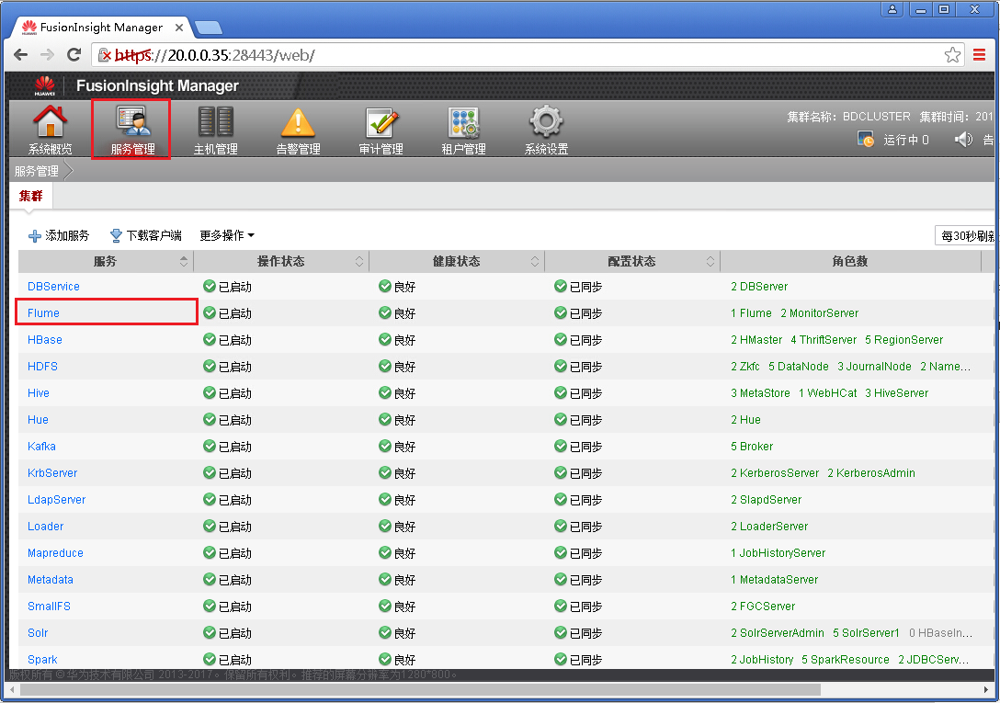 FusionInsight Manager
https://20.0.0.35:28443/web/
HUAWEI FusionInsight Manager
系统概览 服务管理 主机管理 告警管理 审计管理 租户管理 系统设置
集群名称：BDCLUSTER 集群时间：201
运行中 0 告
服务管理
集群
添加服务 下载客户端 更多操作 每30秒刷新
服务 操作状态 健康状态 配置状态 角色数
DBService 已启动 良好 已同步 2 DBServer
Flume 已启动 良好 已同步 1 Flume 2 MonitorServer
HBase 已启动 良好 已同步 2 HMaster 4 ThriftServer 5 RegionServer
HDFS 已启动 良好 已同步 2 Zkfc 5 DataNode 3 JournalNode 2 Name...
Hive 已启动 良好 已同步 3 MetaStore 1 WebHCat 3 HiveServer
Hue 已启动 良好 已同步 2 Hue
Kafka 已启动 良好 已同步 5 Broker
KrbServer 已启动 良好 已同步 2 KerberosServer 2 KerberosAdmin
LdapServer 已启动 良好 已同步 2 SlapdServer
Loader 已启动 良好 已同步 2 LoaderServer
Mapreduce 已启动 良好 已同步 1 JobHistoryServer
Metadata 已启动 良好 已同步 1 MetadataServer
SmallFS 已启动 良好 已同步 2 FGCServer
Solr 已启动 良好 已同步 2 SolrServerAdmin 5 SolrServer1 0 HBaseIn...
Spark 已启动 良好 已同步 2 JobHistory 5 SparkResource 2 JDBCServ...
版权所有 © 华为技术有限公司 2013-2017。保留所有权利。推荐的屏幕分辨率为1280*800。